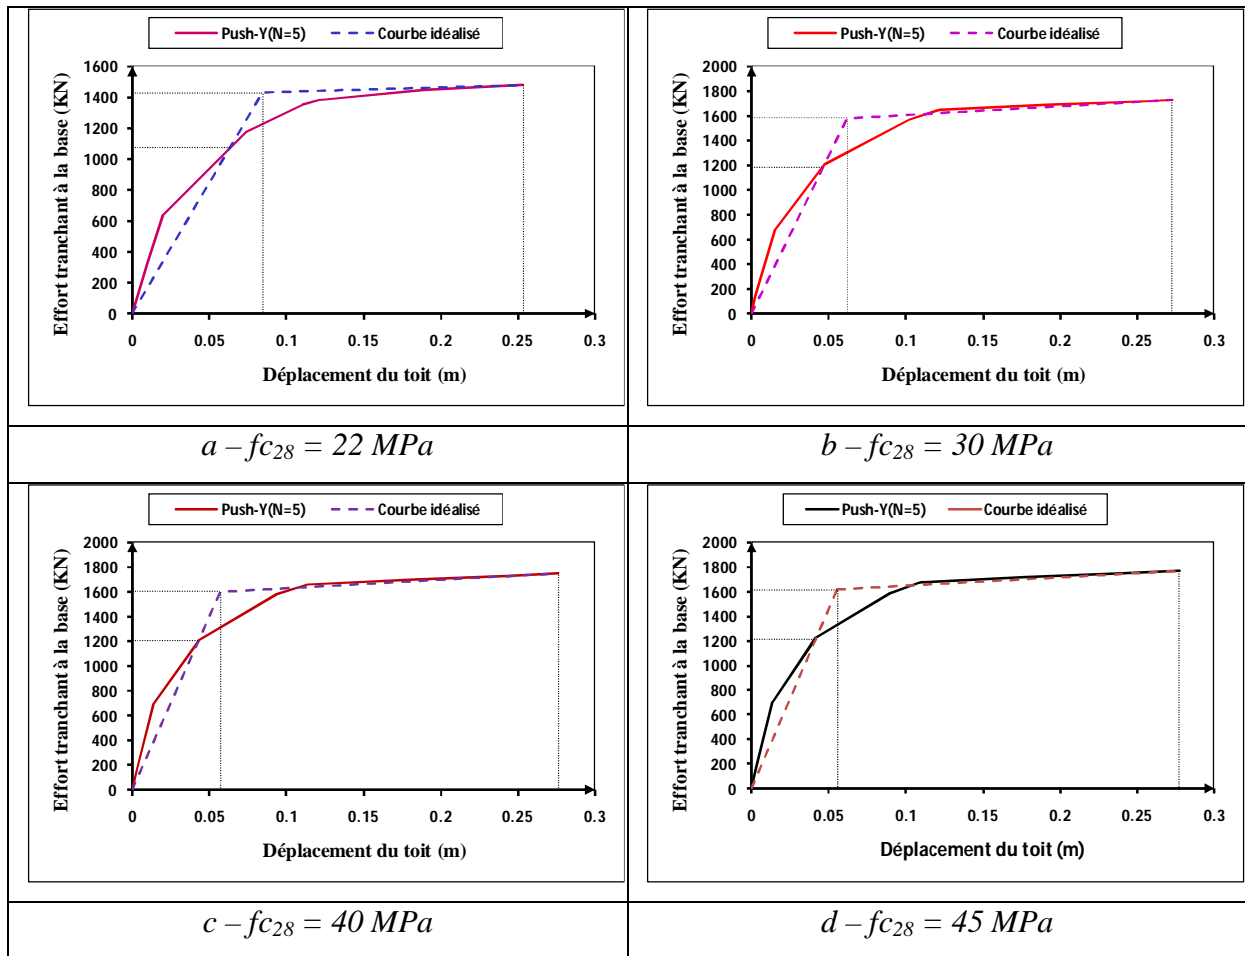 Push-Y(N=5) Courbe idéalisé
Effort tranchant à la base (KN)
1600
1400
1200
1000
800
600
400
200
0
0 0.05 0.1 0.15 0.2 0.25 0.3
Déplacement du toit (m)
a – fc28 = 22 MPa
Push-Y(N=5) Courbe idéalisé
Effort tranchant à la base (KN)
2000
1800
1600
1400
1200
1000
800
600
400
200
0
0 0.05 0.1 0.15 0.2 0.25 0.3
Déplacement du toit (m)
b – fc28 = 30 MPa
Push-Y(N=5) Courbe idéalisé
Effort tranchant à la base (KN)
2000
1800
1600
1400
1200
1000
800
600
400
200
0
0 0.05 0.1 0.15 0.2 0.25 0.3
Déplacement du toit (m)
c – fc28 = 40 MPa
Push-Y(N=5) Courbe idéalisé
Effort tranchant à la base (KN)
2000
1800
1600
1400
1200
1000
800
600
400
200
0
0 0.05 0.1 0.15 0.2 0.25 0.3
Déplacement du toit (m)
d – fc28 = 45 MPa